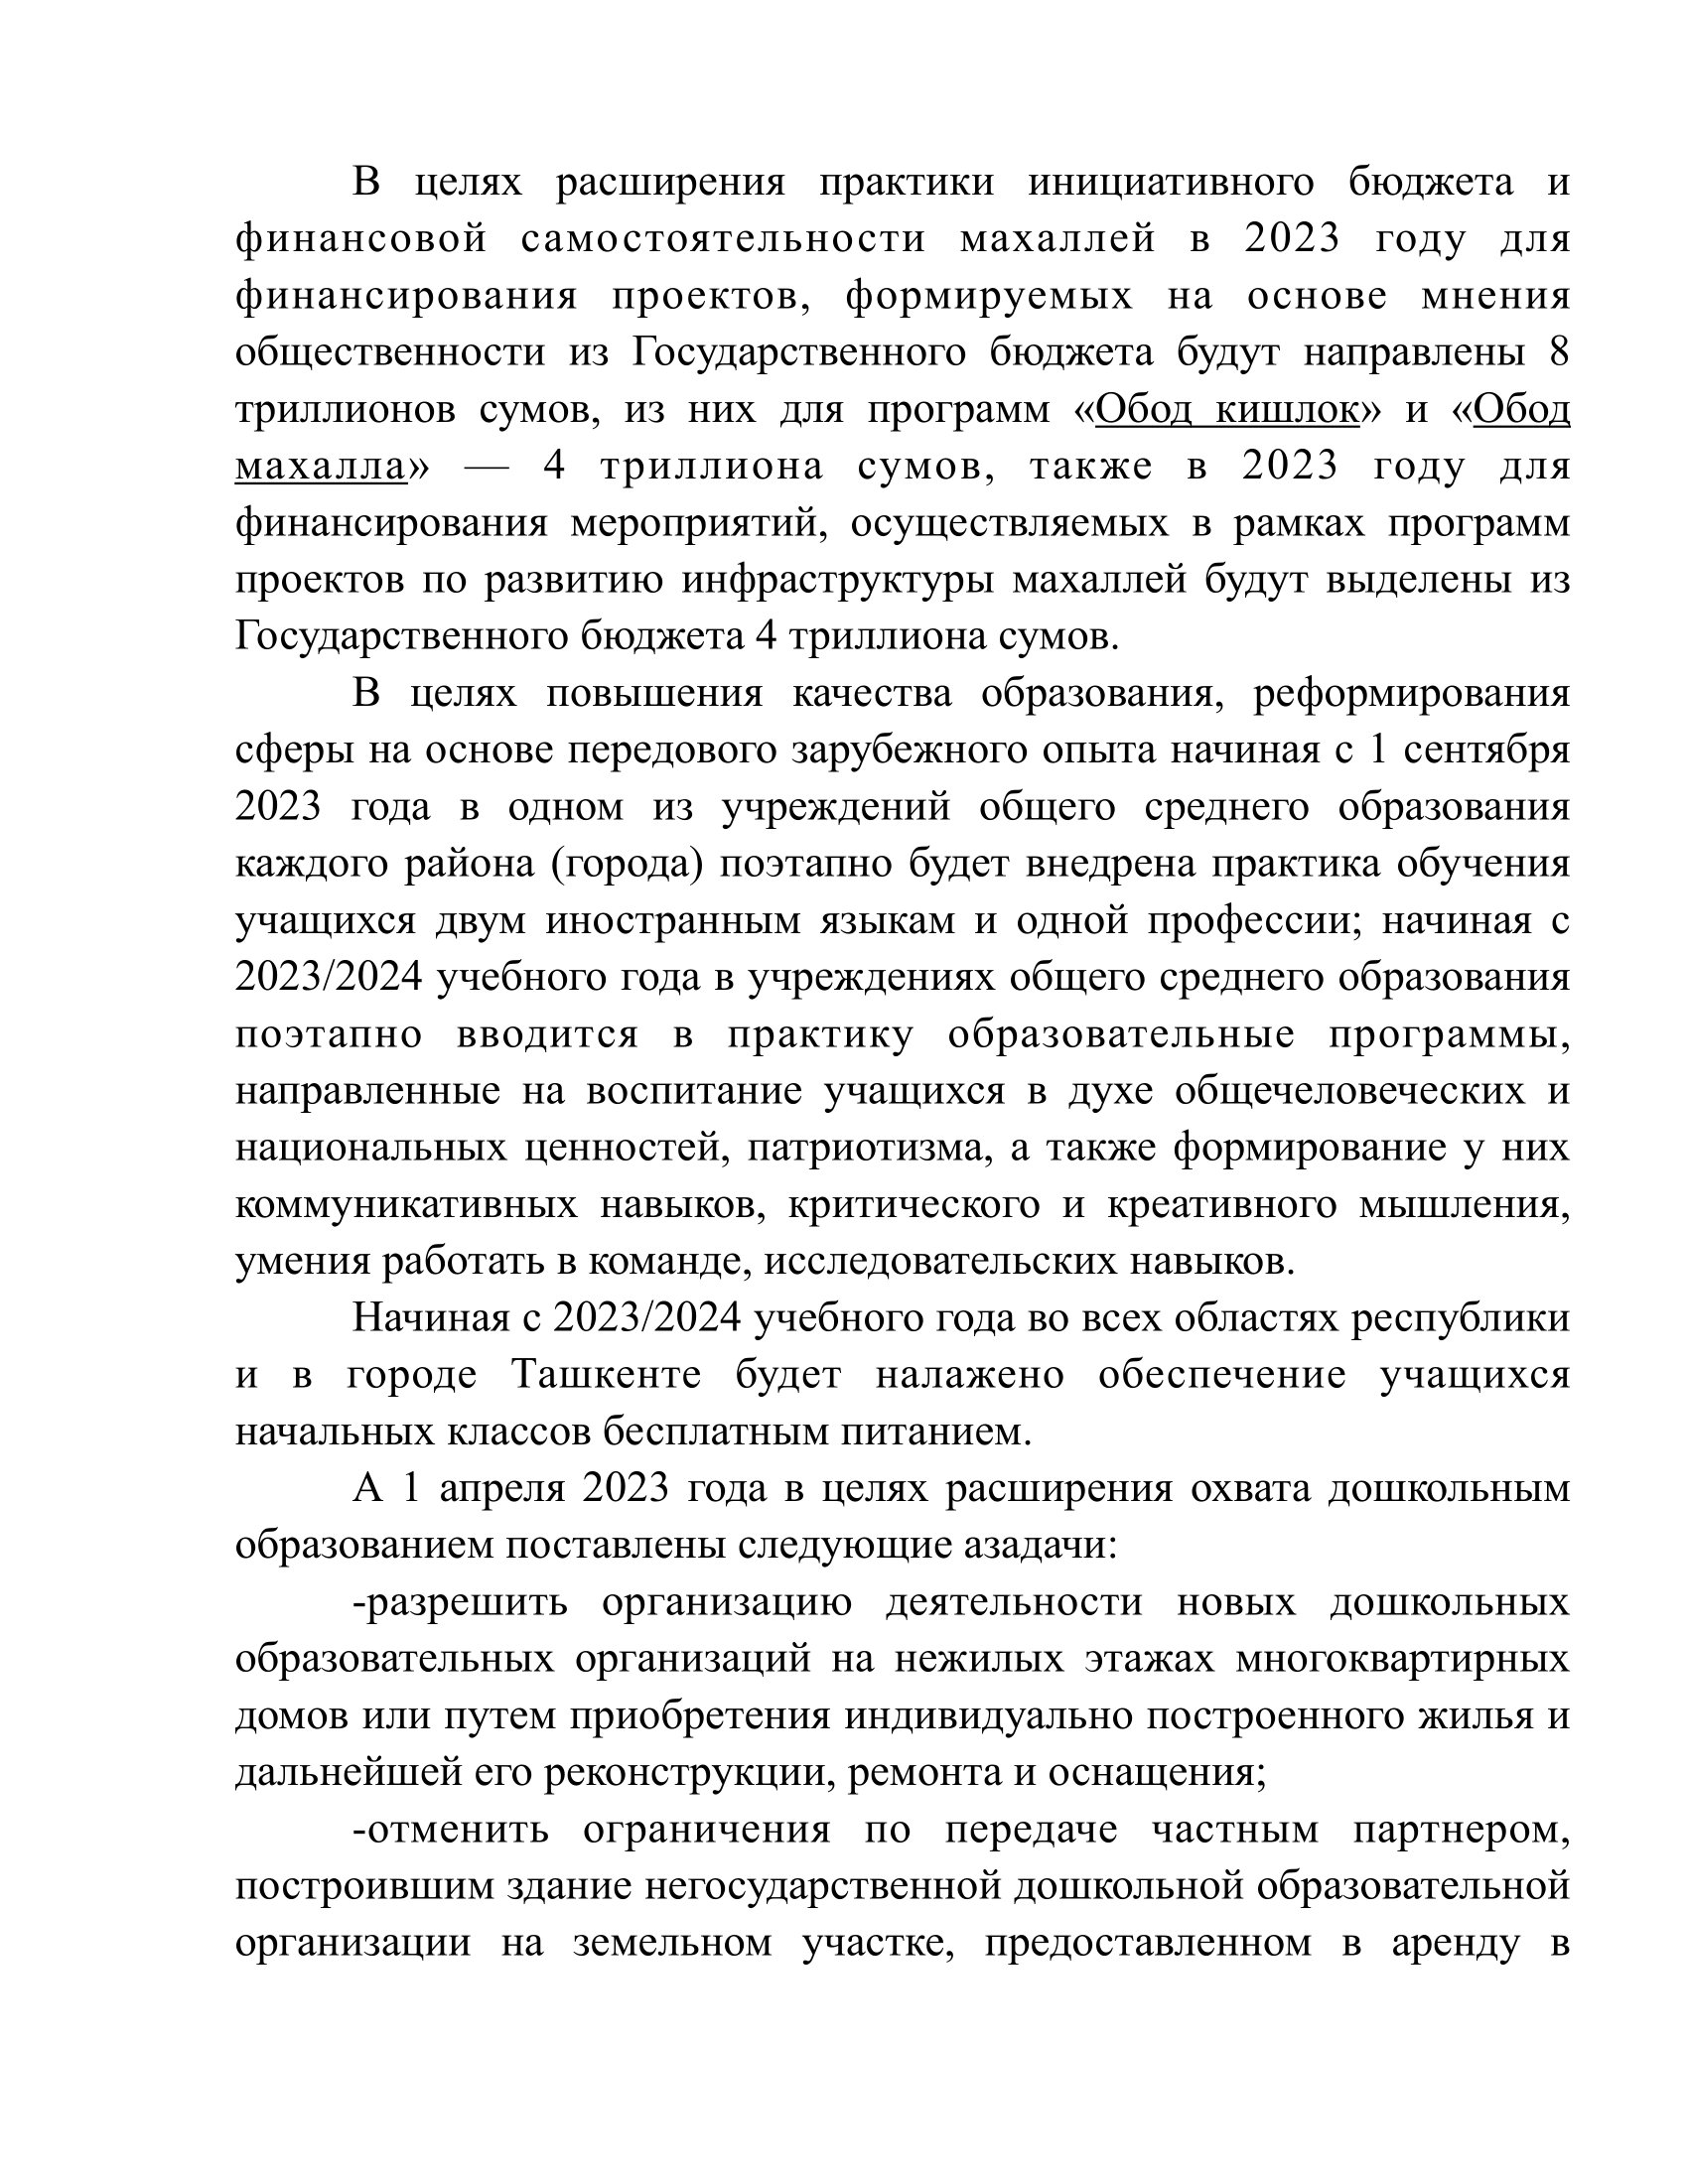 В целях расширения практики инициативного бюджета и
финансовой самостоятельности махаллей в 2023 году для
финансирования проектов, формируемых на основе мнения
общественности из Государственного бюджета будут направлены 8
триллионов сумов, из них для программ «Обод кишлок» и «Обод
махалла» — 4 триллиона сумов, также в 2023 году для
финансирования мероприятий, осуществляемых в рамках программ
проектов по развитию инфраструктуры махаллей будут выделены из
Государственного бюджета 4 триллиона сумов.
В целях повышения качества образования, реформирования
сферы на основе передового зарубежного опыта начиная с 1 сентября
2023 года в одном из учреждений общего среднего образования
каждого района (города) поэтапно будет внедрена практика обучения
учащихся двум иностранным языкам и одной профессии; начиная с
2023/2024 учебного года в учреждениях общего среднего образования
поэтапно вводится в практику образовательные программы,
направленные на воспитание учащихся в духе общечеловеческих и
национальных ценностей, патриотизма, а также формирование у них
коммуникативных навыков, критического и креативного мышления,
умения работать в команде, исследовательских навыков.
Начиная с 2023/2024 учебного года во всех областях республики
и в городе Ташкенте будет налажено обеспечение учащихся
начальных классов бесплатным питанием.
А 1 апреля 2023 года в целях расширения охвата дошкольным
образованием поставлены следующие азадачи:
-разрешить организацию деятельности новых дошкольных
образовательных организаций на нежилых этажах многоквартирных
домов или путем приобретения индивидуально построенного жилья и
дальнейшей его реконструкции, ремонта и оснащения;
-отменить ограничения по передаче частным партнером,
построившим здание негосударственной дошкольной образовательной
организации на земельном участке, предоставленном в аренду в